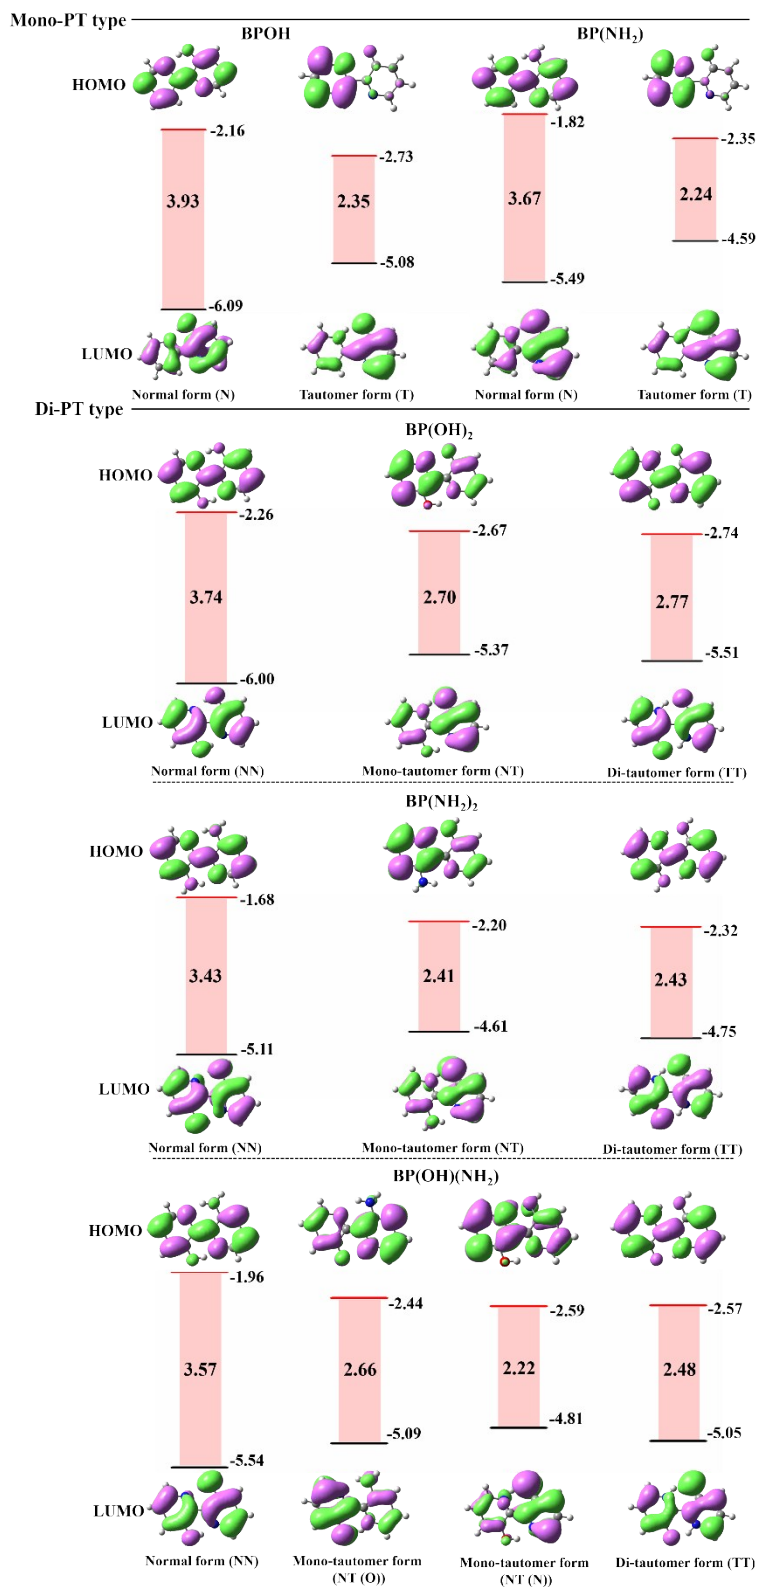 Mono-PT type
BPOH BP(NH2)
HOMO
-2.16 -2.73 -1.82 -2.35
3.93 2.35 3.67 2.24
-6.09 -5.08 -5.49 -4.59
LUMO
Normal form (N) Tautomer form (T) Normal form (N) Tautomer form (T)
Di-PT type
BP(OH)2
HOMO
-2.26 -2.67 -2.74
3.74 2.70 2.77
-6.00 -5.37 -5.51
LUMO
Normal form (NN) Mono-tautomer form (NT) Di-tautomer form (TT)
BP(NH2)2
HOMO
-1.68 -2.20 -2.32
3.43 2.41 2.43
-5.11 -4.61 -4.75
LUMO
Normal form (NN) Mono-tautomer form (NT) Di-tautomer form (TT)
BP(OH)(NH2)
HOMO
-1.96 -2.44 -2.59 -2.57
3.57 2.66 2.22 2.48
-5.54 -5.09 -4.81 -5.05
LUMO
Normal form (NN) Mono-tautomer form Mono-tautomer form Di-tautomer form (TT)
(NT (O)) (NT (N))